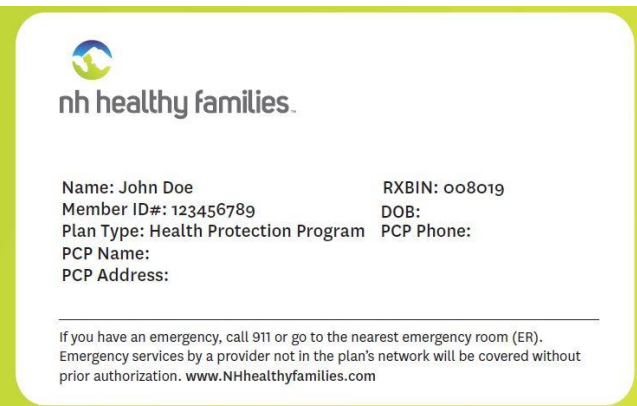 nh healthy families™
Name: John Doe
RXBIN: 008019
Member ID#: 123456789
DOB:
Plan Type: Health Protection Program
PCP Phone:
PCP Name:
PCP Address:
If you have an emergency, call 911 or go to the nearest emergency room (ER).
Emergency services by a provider not in the plan's network will be covered without
prior authorization. www.NHhealthyfamilies.com